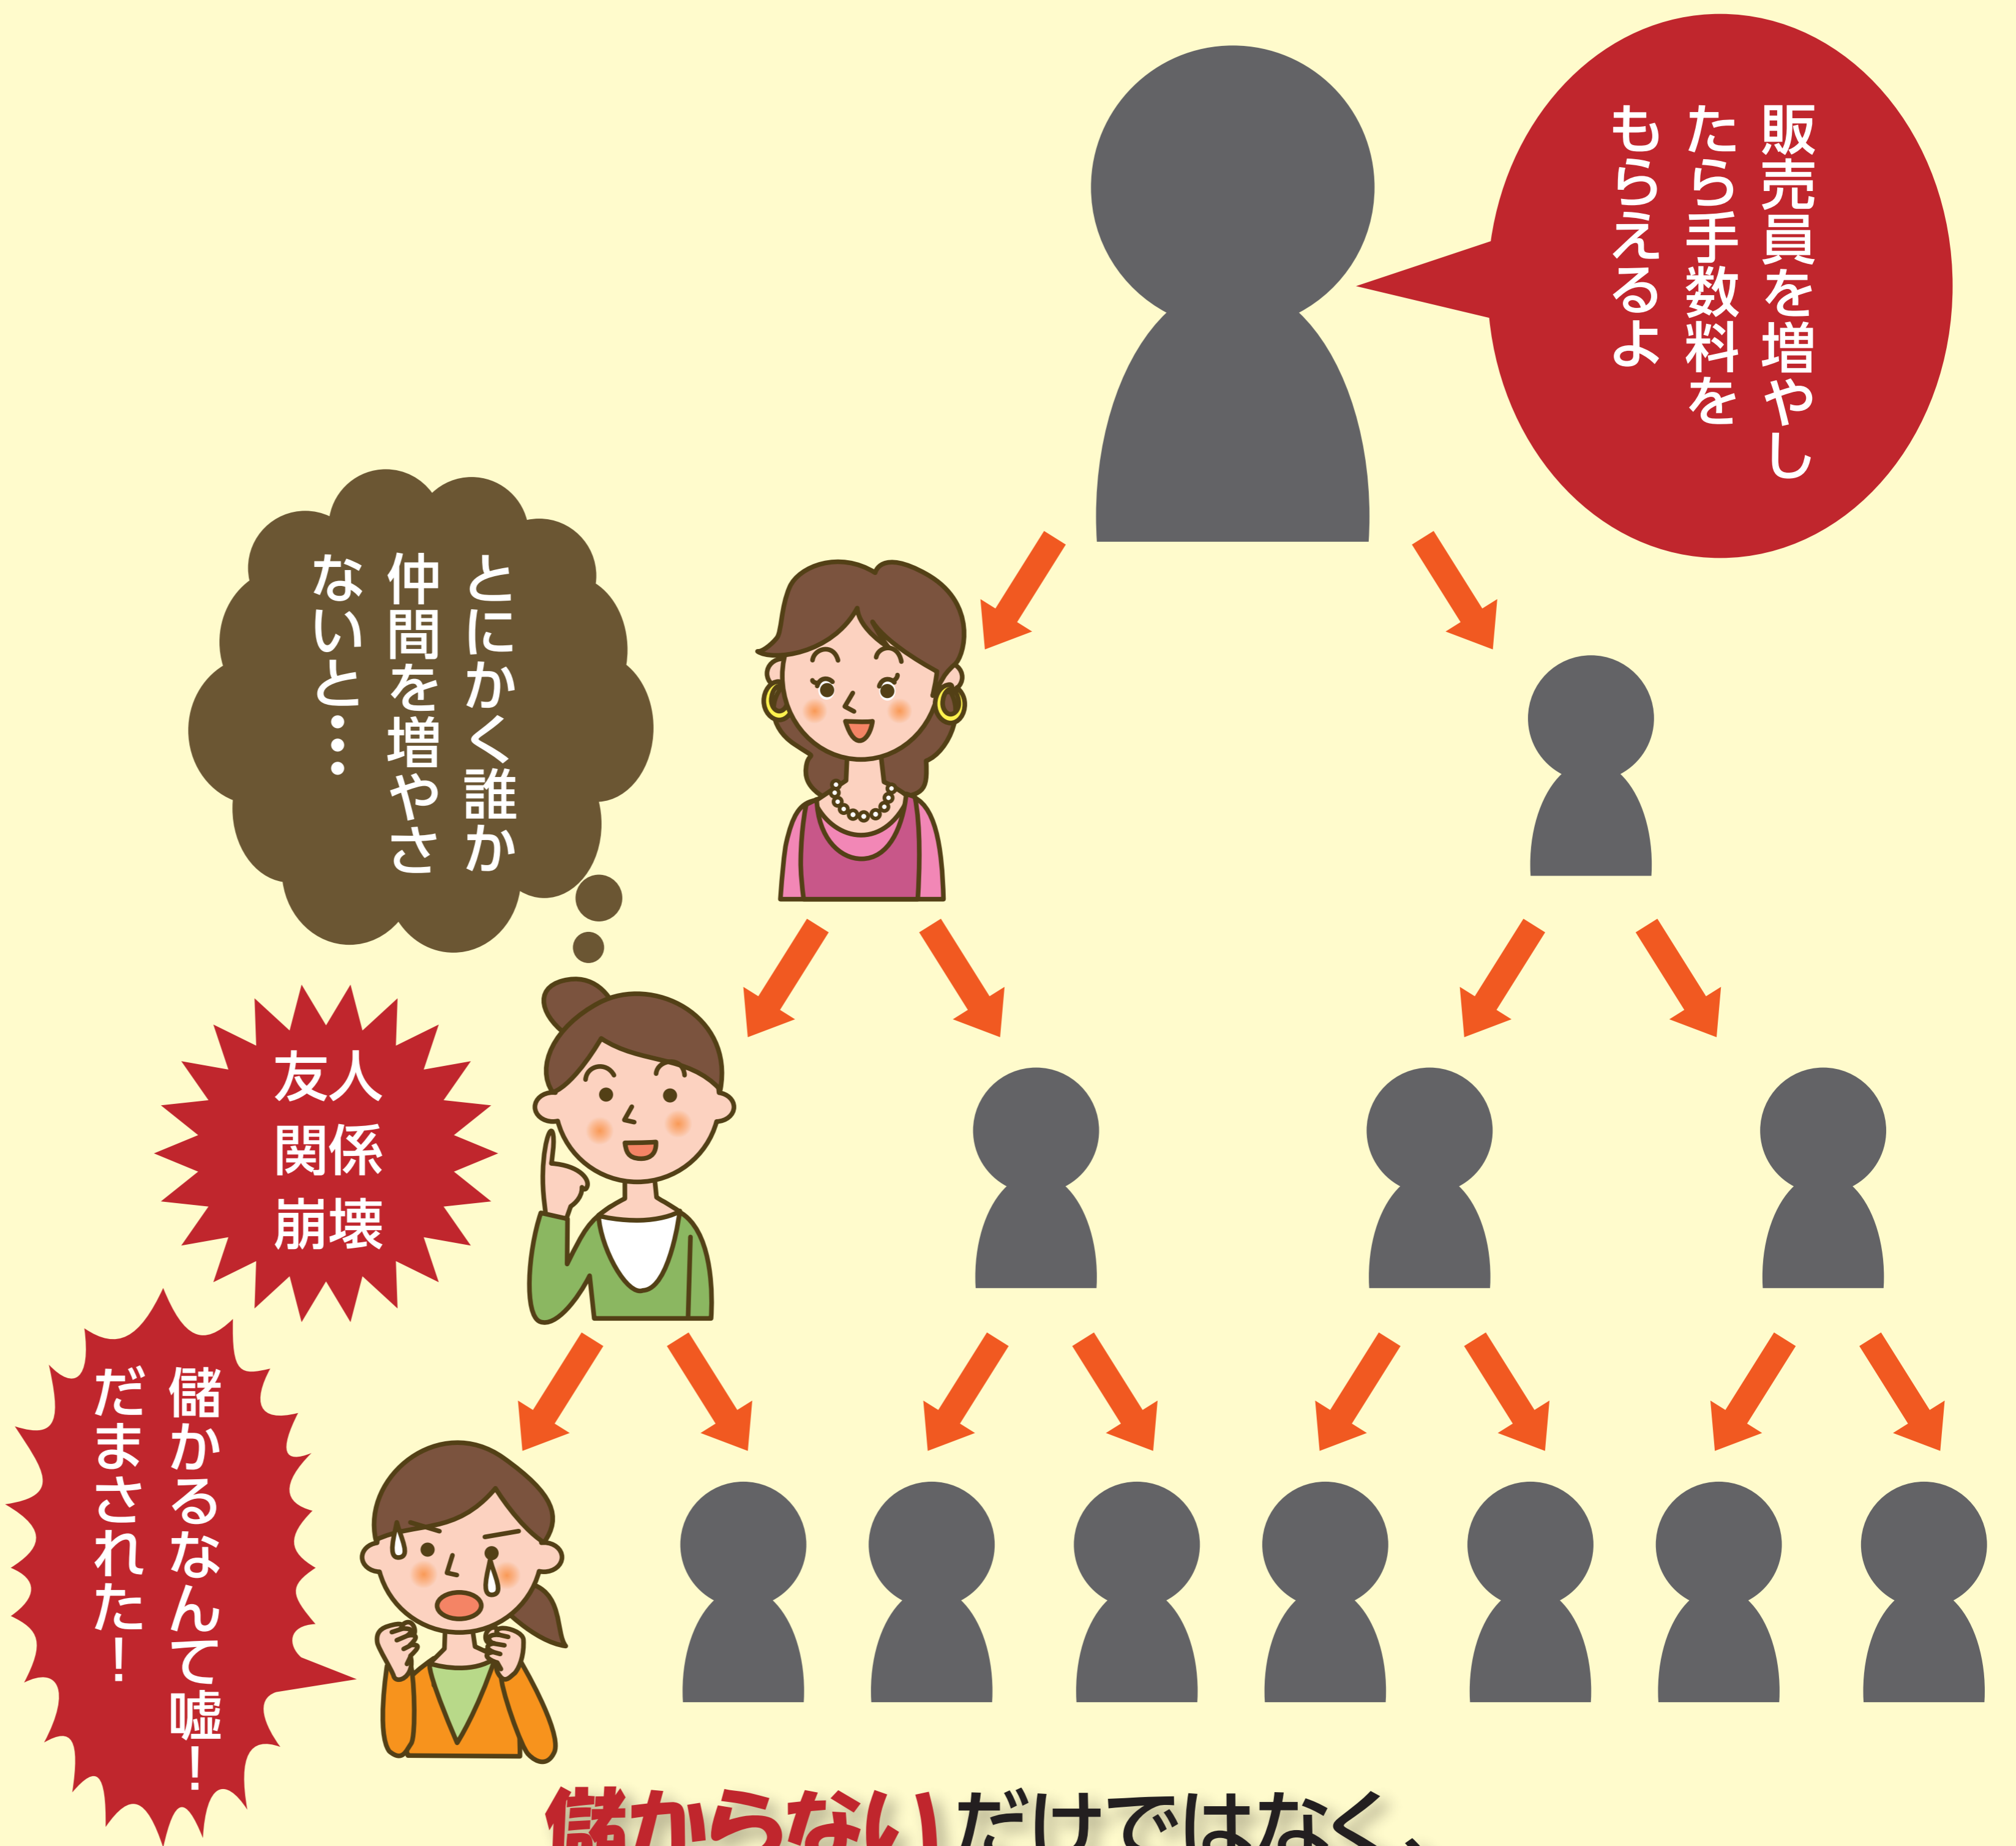 販売員を増やし
たら手数料を
もらえるよ
とにかく誰か
仲間を増やさ
ないと…
友人
関係
崩壊
儲かるなんて嘘！
だまされた！
儲からないだけではなく、